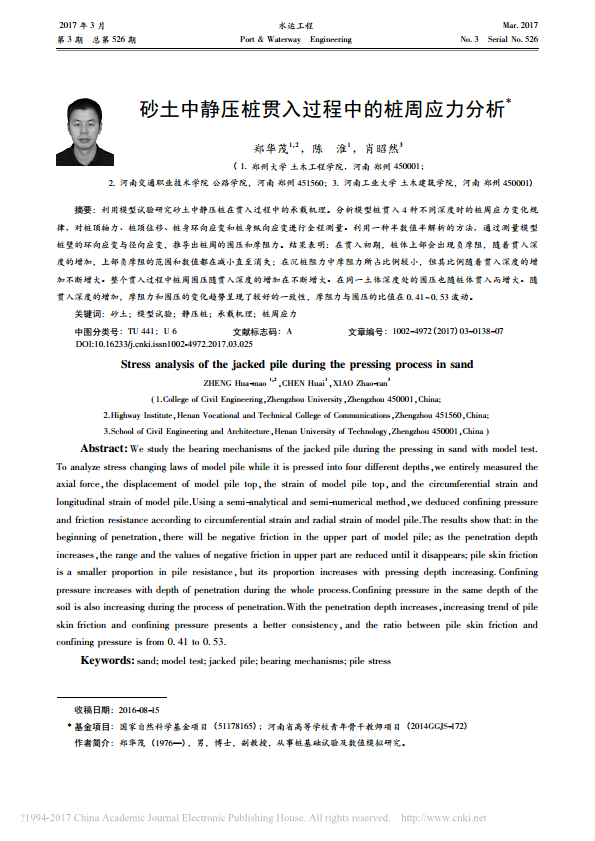 2017 年 3 月 水运工程 Mar. 2017
第 3 期 总第 526 期 Port & Waterway Engineering No. 3 Serial No. 526
砂土中静压桩贯入过程中的桩周应力分析*
郑华茂1,2，陈 淮1，肖昭然3
( 1. 郑州大学 土木工程学院，河南 郑州 450001；
2. 河南交通职业技术学院 公路学院，河南 郑州 451560；3. 河南工业大学 土木建筑学院，河南 郑州 450001)
摘要：利用模型试验研究砂土中静压桩在贯入过程中的承载机理。分析模型桩贯入 4 种不同深度时的桩周应力变化规
律，对桩顶轴力、桩顶位移、桩身环向应变和桩身纵向应变进行全程测量。利用一种半数值半解析的方法，通过测量模型
桩壁的环向应变与径向应变，推导出桩周的围压和摩阻力。结果表明：在贯入初期，桩体上部会出现负摩阻，随着贯入深
度的增加，上部负摩阻的范围和数值都在减小直至消失；在沉桩阻力中摩阻力所占比例较小，但其比例随着贯入深度的增
加不断增大。整个贯入过程中桩周围压随贯入深度的增加在不断增大。在同一土体深度处的围压也随桩体贯入而增大。随
贯入深度的增加，摩阻力和围压的变化趋势呈现了较好的一致性，摩阻力与围压的比值在 0.41~0.53 波动。
关键词：砂土；模型试验；静压桩；承载机理；桩周应力
中图分类号：TU 441；U 6 文献标志码：A 文章编号：1002-4972(2017)03-0138-07
DOI:10.16233/j.cnki.issn1002-4972.2017.03.025
Stress analysis of the jacked pile during the pressing process in sand
ZHENG Hua-mao 1,2,CHEN Huai1,XIAO Zhao-ran3
( 1.College of Civil Engineering,Zhengzhou University,Zhengzhou 450001,China;
2.Highway Institute,Henan Vocational and Technical College of Communications,Zhengzhou 451560,China;
3.School of Civil Engineering and Architecture,Henan University of Technology,Zhengzhou 450001,China )
Abstract: We study the bearing mechanisms of the jacked pile during the pressing in sand with model test.
To analyze stress changing laws of model pile while it is pressed into four different depths,we entirely measured the
axial force,the displacement of model pile top,the strain of model pile top,and the circumferential strain and
longitudinal strain of model pile.Using a semi-analytical and semi-numerical method,we deduced confining pressure
and friction resistance according to circumferential strain and radial strain of model pile.The results show that: in the
beginning of penetration,there will be negative friction in the upper part of model pile; as the penetration depth
increases,the range and the values of negative friction in upper part are reduced until it disappears; pile skin friction
is a smaller proportion in pile resistance, but its proportion increases with pressing depth increasing. Confining
pressure increases with depth of penetration during the whole process.Confining pressure in the same depth of the
soil is also increasing during the process of penetration.With the penetration depth increases,increasing trend of pile
skin friction and confining pressure presents a better consistency, and the ratio between pile skin friction and
confining pressure is from 0. 41 to 0. 53.
Keywords: sand; model test; jacked pile; bearing mechanisms; pile stress
收稿日期：2016-08-15
* 基金项目：国家自然科学基金项目 (51178165)；河南省高等学校青年骨干教师项目 (2014GGJS-172)
作者简介：郑华茂 (1976—)，男，博士，副教授，从事桩基础试验及数值模拟研究。
?1994-2017 China Academic Journal Electronic Publishing House. All rights reserved. http://www.cnki.net